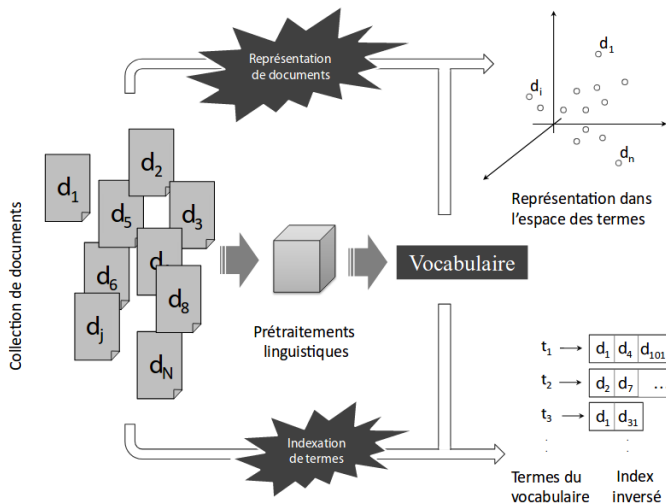 Représentation
de documents
d1
di
dn
Représentation dans
l'espace des termes
Collection de documents
d1
d2
d5
d3
d6
d8
dj
dN
Prétraitements
linguistiques
Vocabulaire
Indexation
de termes
t1 d1 d4 d101
t2 d2 d7 ...
t3 d1 d31
Termes du
vocabulaire
Index
inversé